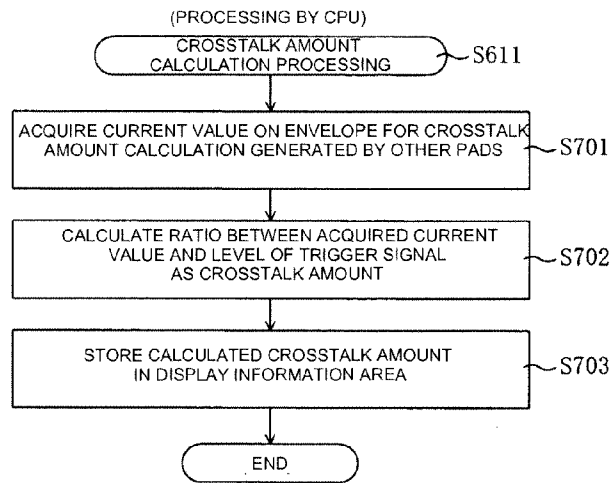 (PROCESSING BY CPU)
CROSSTALK AMOUNT
CALCULATION PROCESSING
S611
ACQUIRE CURRENT VALUE ON ENVELOPE FOR CROSSTALK
AMOUNT CALCULATION GENERATED BY OTHER PADS
S701
CALCULATE RATIO BETWEEN ACQUIRED CURRENT
VALUE AND LEVEL OF TRIGGER SIGNAL
AS CROSSTALK AMOUNT
S702
STORE CALCULATED CROSSTALK AMOUNT
IN DISPLAY INFORMATION AREA
S703
END